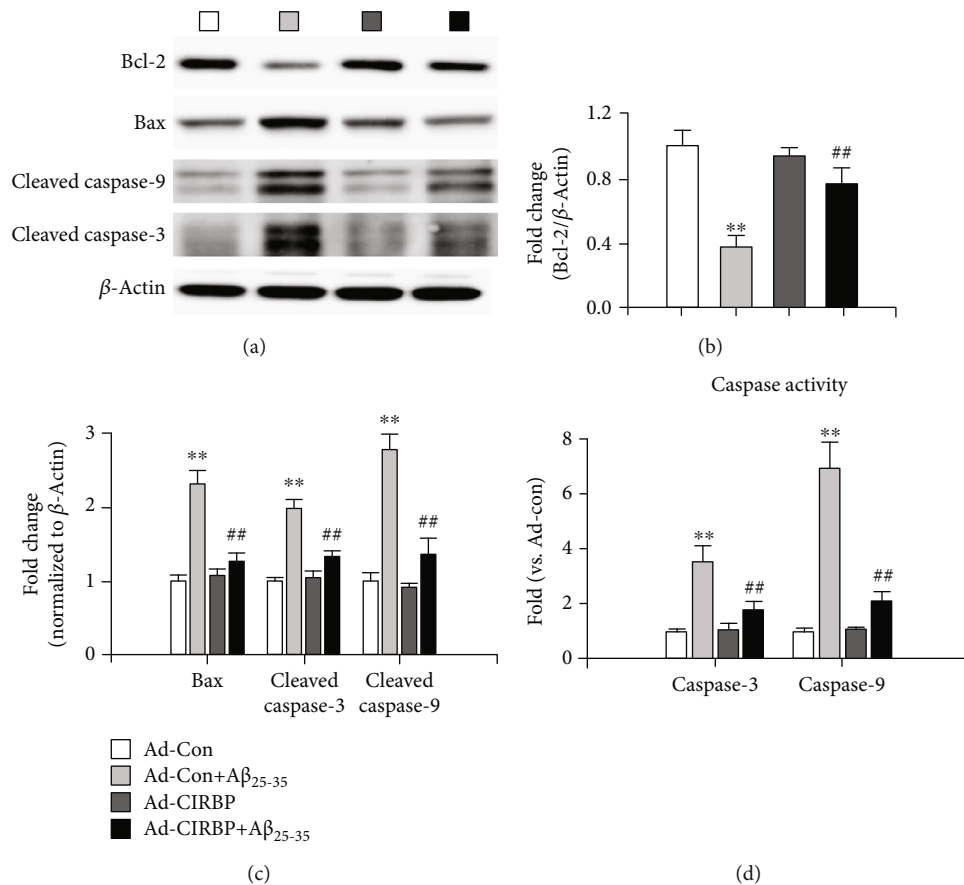 Bcl-2
Bax
Cleaved caspase-9
Cleaved caspase-3
β-Actin
(a)
Fold change
(Bcl-2/β-Actin)
1.2
0.8
0.4
0.0
**
##
(b)
Fold change
(normalized to β-Actin)
3
2
1
0
**
##
**
##
**
##
Bax
Cleaved
caspase-3
Cleaved
caspase-9
Ad-Con
Ad-Con+Aβ25-35
Ad-CIRBP
Ad-CIRBP+Aβ25-35
(c)
Caspase activity
Fold (vs. Ad-con)
8
6
4
2
0
**
##
**
##
Caspase-3
Caspase-9
(d)